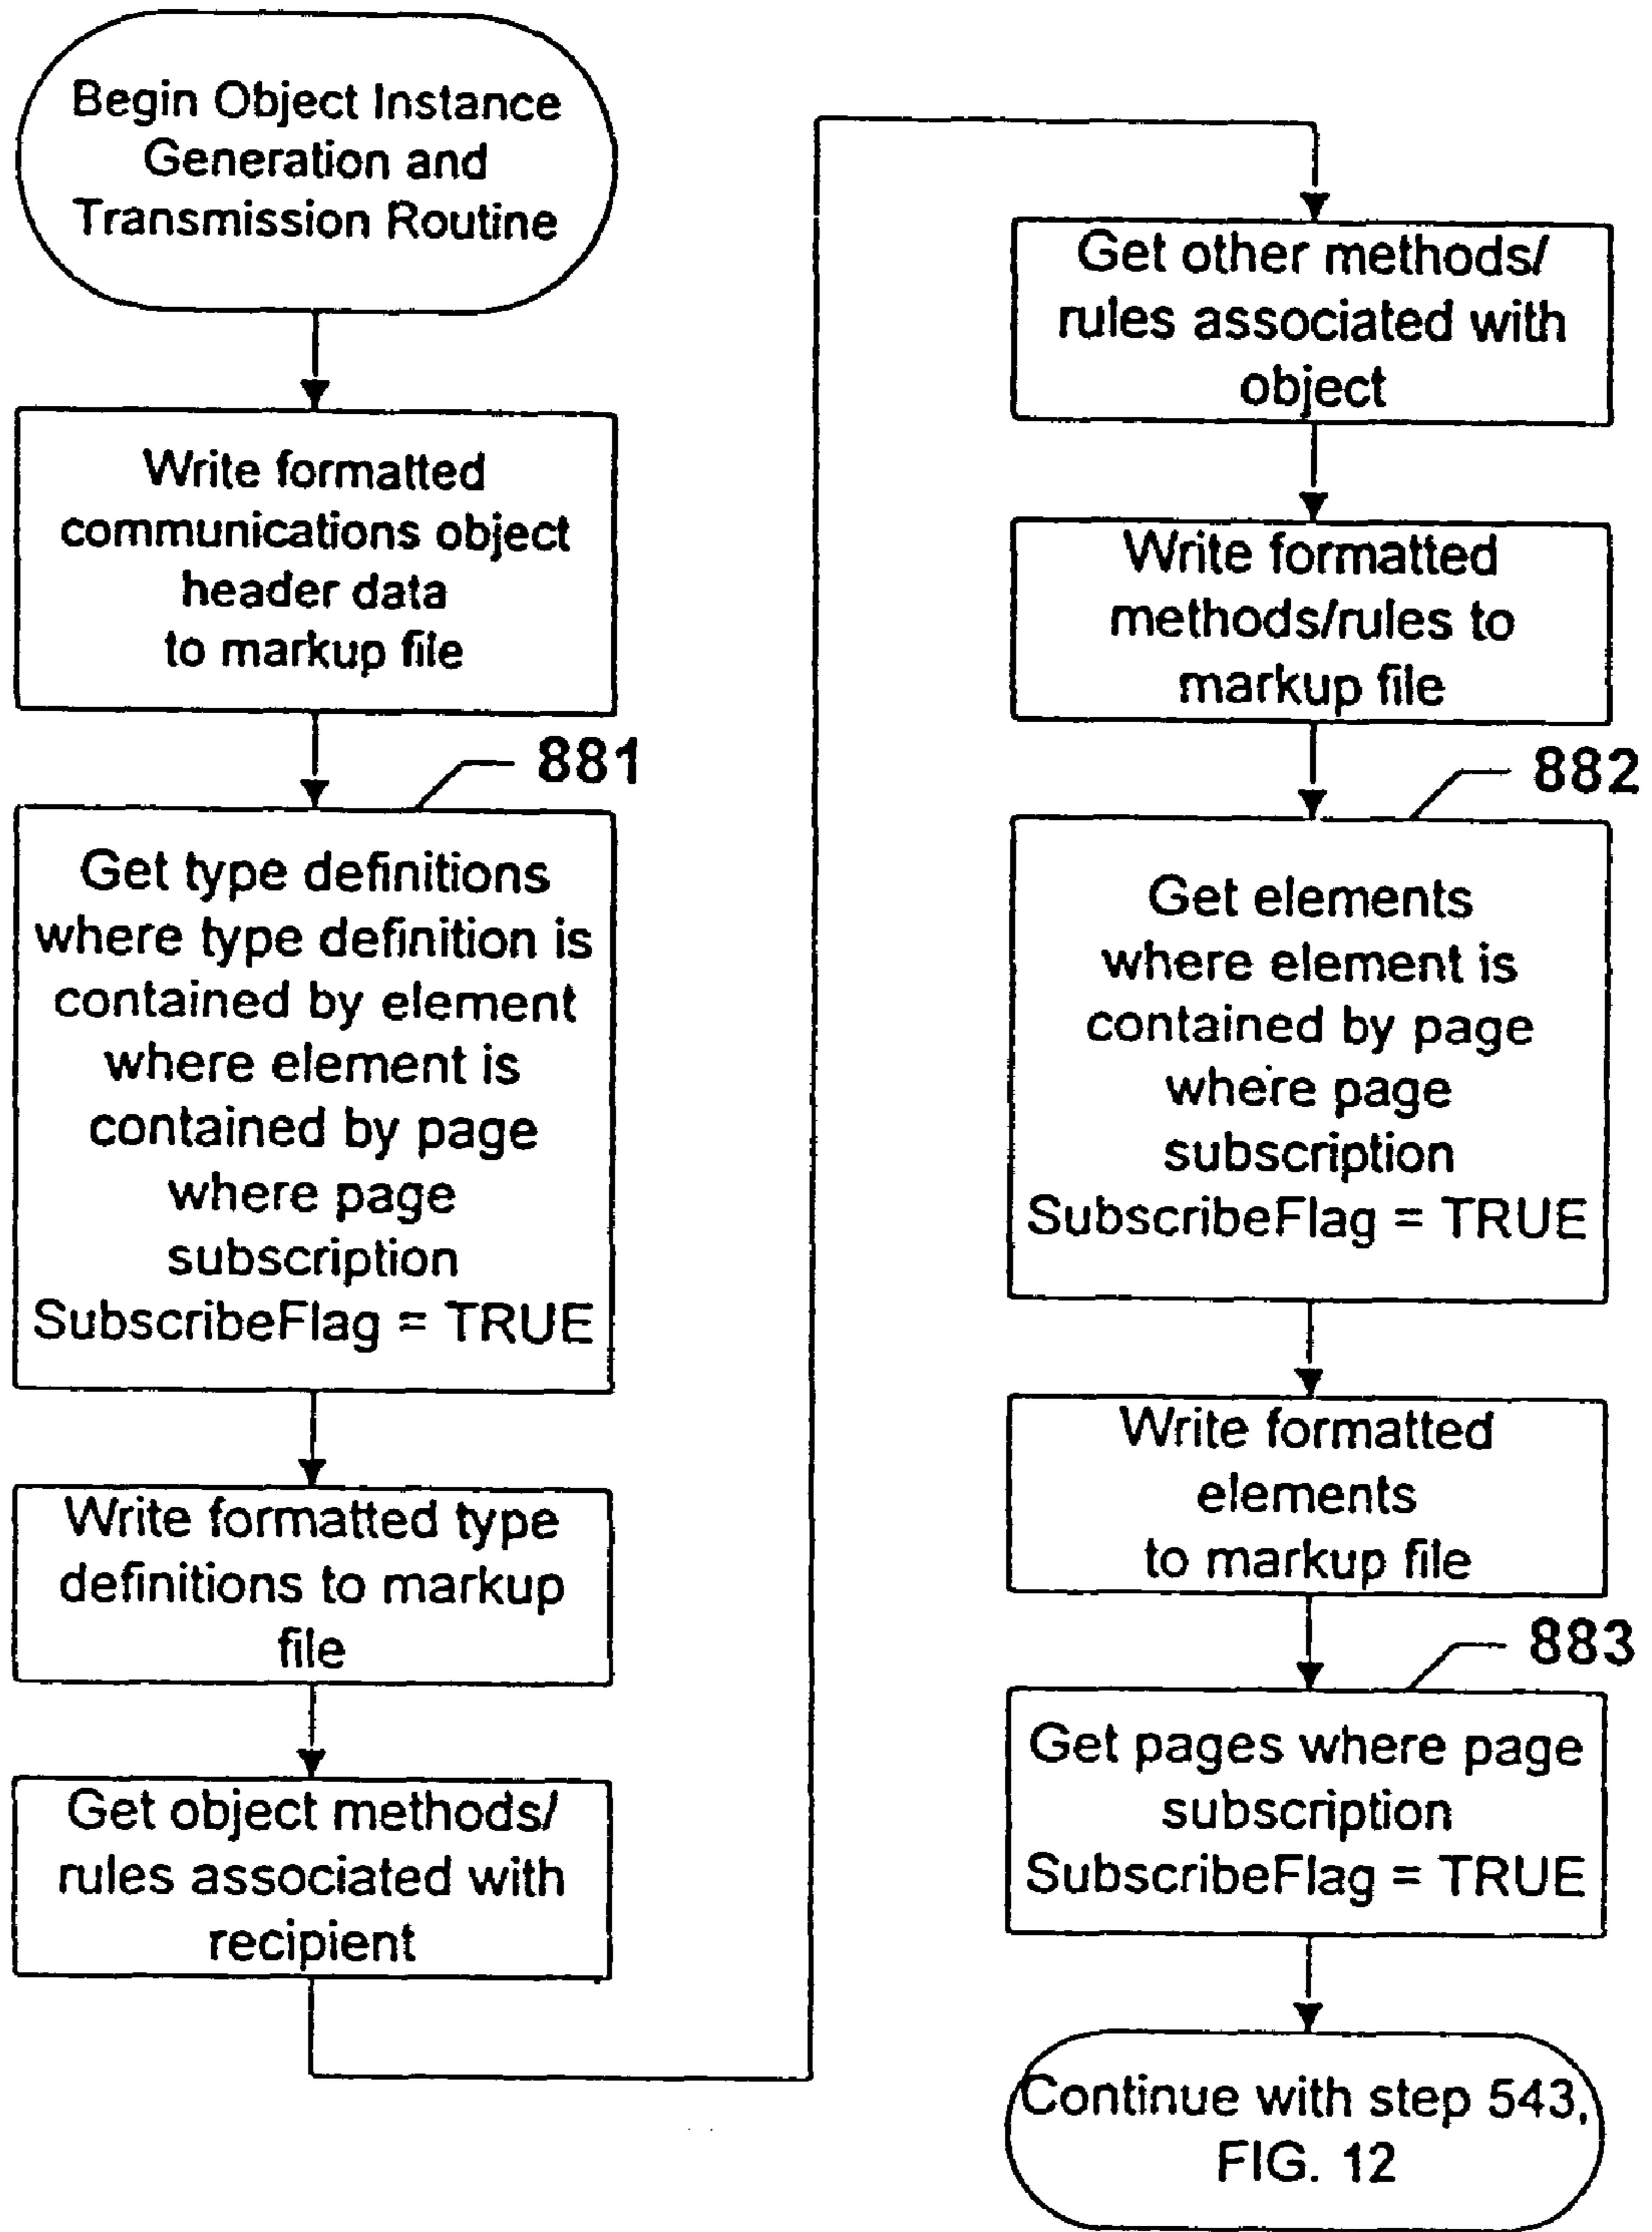 Begin Object Instance
Generation and
Transmission Routine
Write formatted
communications object
header data
to markup file
881
Get type definitions
where type definition is
contained by element
where element is
contained by page
where page
subscription
SubscribeFlag = TRUE
Write formatted type
definitions to markup
file
Get object methods/
rules associated with
recipient
Get other methods/
rules associated with
object
Write formatted
methods/rules to
markup file
882
Get elements
where element is
contained by page
where page
subscription
SubscribeFlag = TRUE
Write formatted
elements
to markup file
883
Get pages where page
subscription
SubscribeFlag = TRUE
Continue with step 543,
FIG. 12